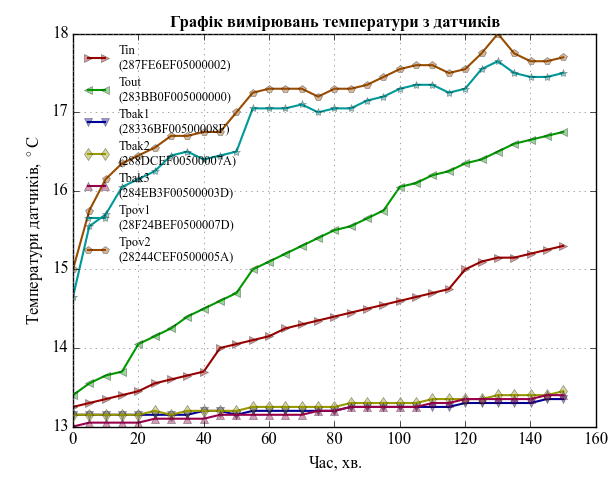 Графік вимірювань температури з датчиків
Температури датчиків, ° C
18
17
16
15
14
13
Tin
(287FE6EF05000002)
Tout
(283BB0F005000000)
Tbak1
(28336BF00500008F)
Tbak2
(288DCEF00500007A)
Tbak3
(284EB3F00500003D)
Tpov1
(28F24BEF0500007D)
Tpov2
(28244CEF0500005A)
0 20 40 60 80 100 120 140 160
Час, хв.